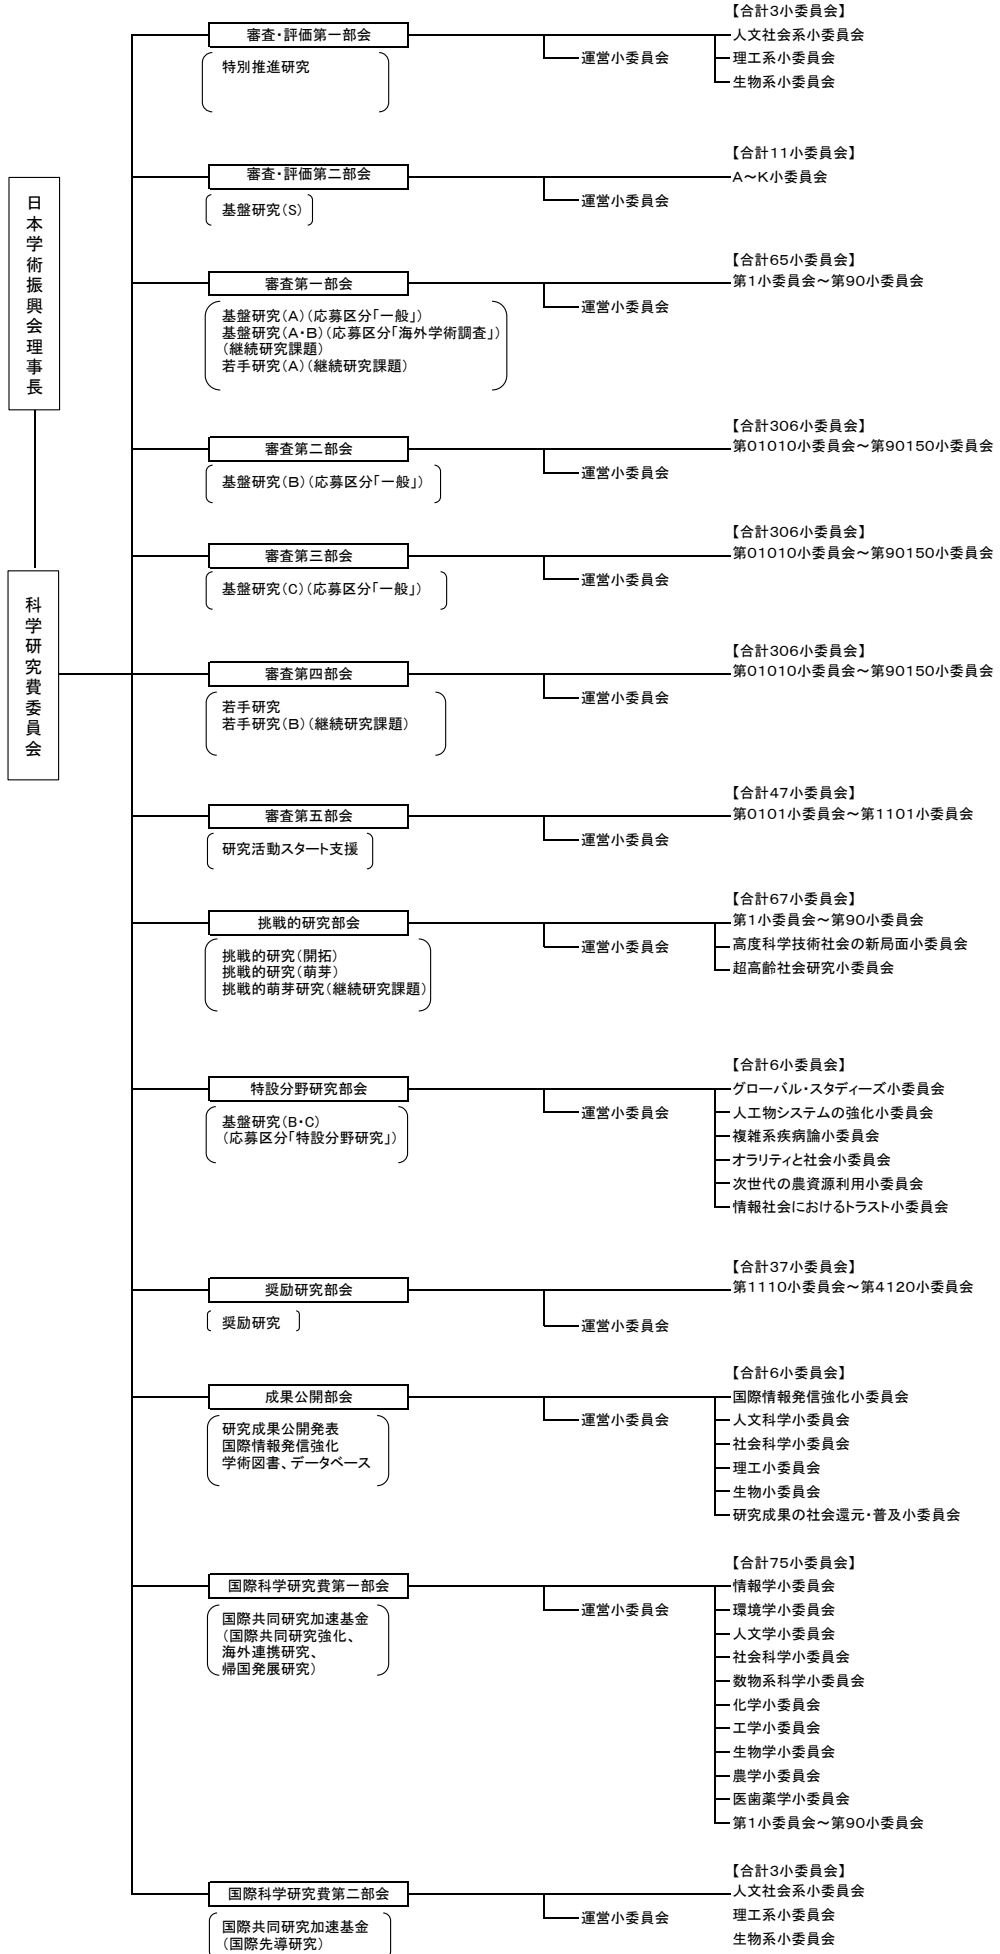 日本学術振興会理事長
科学研究費委員会
審査・評価第一部会
特別推進研究
運営小委員会
【合計3小委員会】
人文社会系小委員会
理工系小委員会
生物系小委員会
審査・評価第二部会
基盤研究(S)
運営小委員会
【合計11小委員会】
A～K小委員会
審査第一部会
基盤研究(A)(応募区分「一般」)
基盤研究(A・B)(応募区分「海外学術調査」)
(継続研究課題)
若手研究(A)(継続研究課題)
運営小委員会
【合計65小委員会】
第1小委員会～第90小委員会
審査第二部会
基盤研究(B)(応募区分「一般」)
運営小委員会
【合計306小委員会】
第01010小委員会～第90150小委員会
審査第三部会
基盤研究(C)(応募区分「一般」)
運営小委員会
【合計306小委員会】
第01010小委員会～第90150小委員会
審査第四部会
若手研究
若手研究(B)(継続研究課題)
運営小委員会
【合計306小委員会】
第01010小委員会～第90150小委員会
審査第五部会
研究活動スタート支援
運営小委員会
【合計47小委員会】
第0101小委員会～第1101小委員会
挑戦的研究部会
挑戦的研究(開拓)
挑戦的研究(萌芽)
挑戦的萌芽研究(継続研究課題)
運営小委員会
【合計67小委員会】
第1小委員会～第90小委員会
高度科学技術社会の新局面小委員会
超高齢社会研究小委員会
特設分野研究部会
基盤研究(B・C)
(応募区分「特設分野研究」)
運営小委員会
【合計6小委員会】
グローバル・スタディーズ小委員会
人工物システムの強化小委員会
複雑系疾病論小委員会
オラリティと社会小委員会
次世代の農資源利用小委員会
情報社会におけるトラスト小委員会
奨励研究部会
奨励研究
運営小委員会
【合計37小委員会】
第1110小委員会～第4120小委員会
成果公開部会
研究成果公開発表
国際情報発信強化
学術図書、データベース
運営小委員会
【合計6小委員会】
国際情報発信強化小委員会
人文科学小委員会
社会科学小委員会
理工小委員会
生物小委員会
研究成果の社会還元・普及小委員会
国際科学研究費第一部会
国際共同研究加速基金
(国際共同研究強化、
海外連携研究、
帰国発展研究)
運営小委員会
【合計75小委員会】
情報学小委員会
環境学小委員会
人文学小委員会
社会科学小委員会
数物系科学小委員会
化学小委員会
工学小委員会
生物学小委員会
農学小委員会
医歯薬学小委員会
第1小委員会～第90小委員会
国際科学研究費第二部会
国際共同研究加速基金
(国際先導研究)
運営小委員会
【合計3小委員会】
人文社会系小委員会
理工系小委員会
生物系小委員会